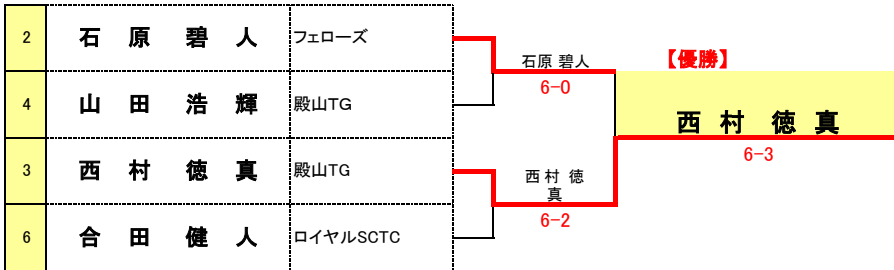 2 石原碧人 フェローズ
石原 碧人
【優勝】
6-0
4 山田浩輝 殿山TG
西村徳真
6-3
3 西村徳真 殿山TG
西村 徳
真
6-2
6 合田健人 ロイヤルSCTC